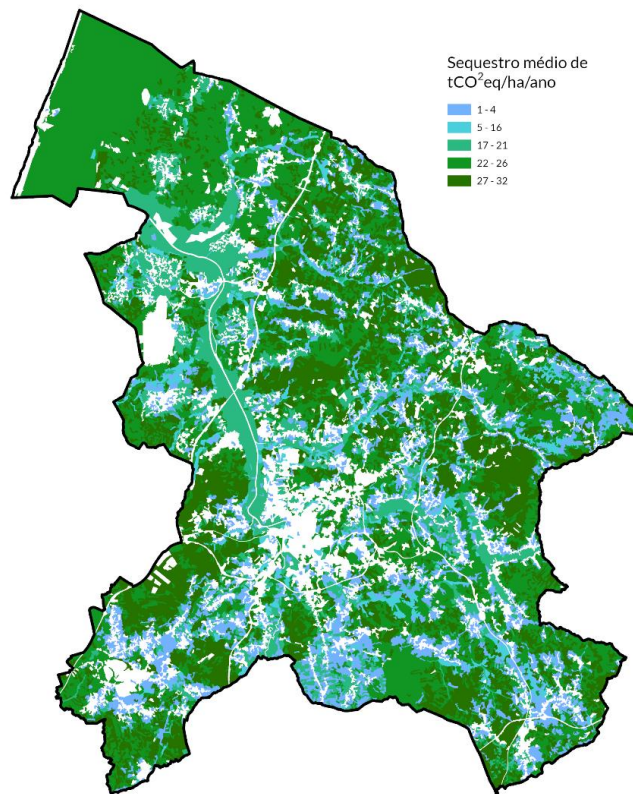 Sequestro médio de
tCO²eq/ha/ano
1 - 4
5 - 16
17 - 21
22 - 26
27 - 32